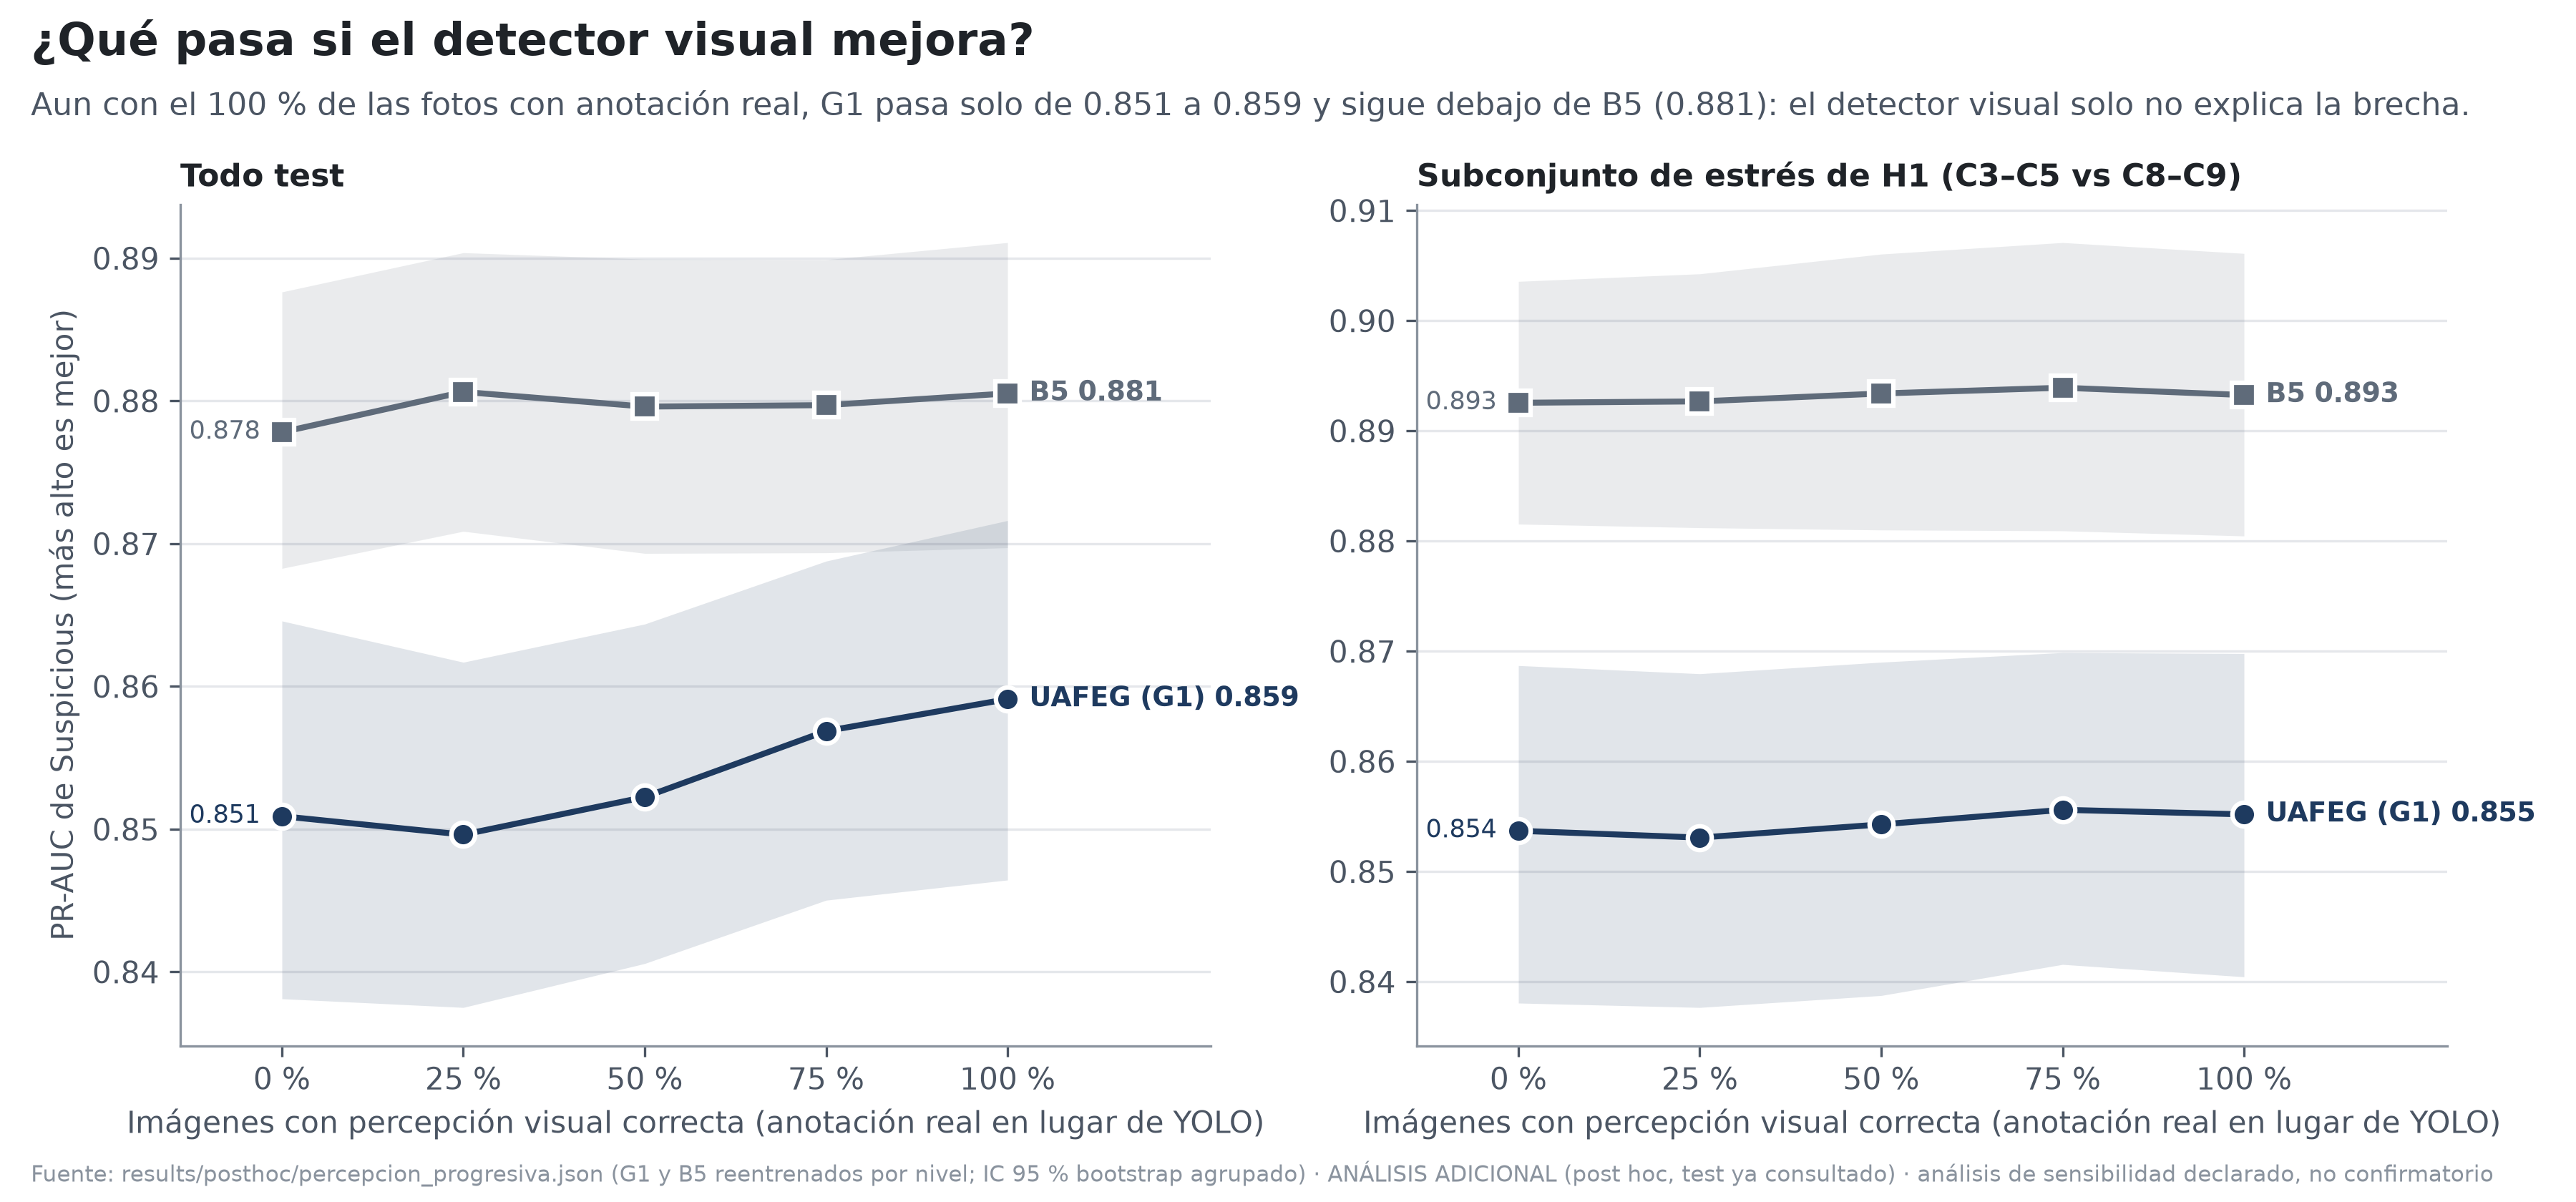 ¿Qué pasa si el detector visual mejora?
Aun con el 100 % de las fotos con anotación real, G1 pasa solo de 0.851 a 0.859 y sigue debajo de B5 (0.881): el detector visual solo no explica la brecha.
Todo test
PR-AUC de Suspicious (más alto es mejor)
0.89
0.88
0.87
0.86
0.85
0.84
0.878
B5 0.881
0.851
UAFEG (G1) 0.859
0 %
25 %
50 %
75 %
100 %
Imágenes con percepción visual correcta (anotación real en lugar de YOLO)
Subconjunto de estrés de H1 (C3–C5 vs C8–C9)
0.91
0.90
0.89
0.88
0.87
0.86
0.85
0.84
0.893
B5 0.893
0.854
UAFEG (G1) 0.855
0 %
25 %
50 %
75 %
100 %
Imágenes con percepción visual correcta (anotación real en lugar de YOLO)
Fuente: results/posthoc/percepcion_progresiva.json (G1 y B5 reentrenados por nivel; IC 95 % bootstrap agrupado) · ANÁLISIS ADICIONAL (post hoc, test ya consultado) · análisis de sensibilidad declarado, no confirmatorio